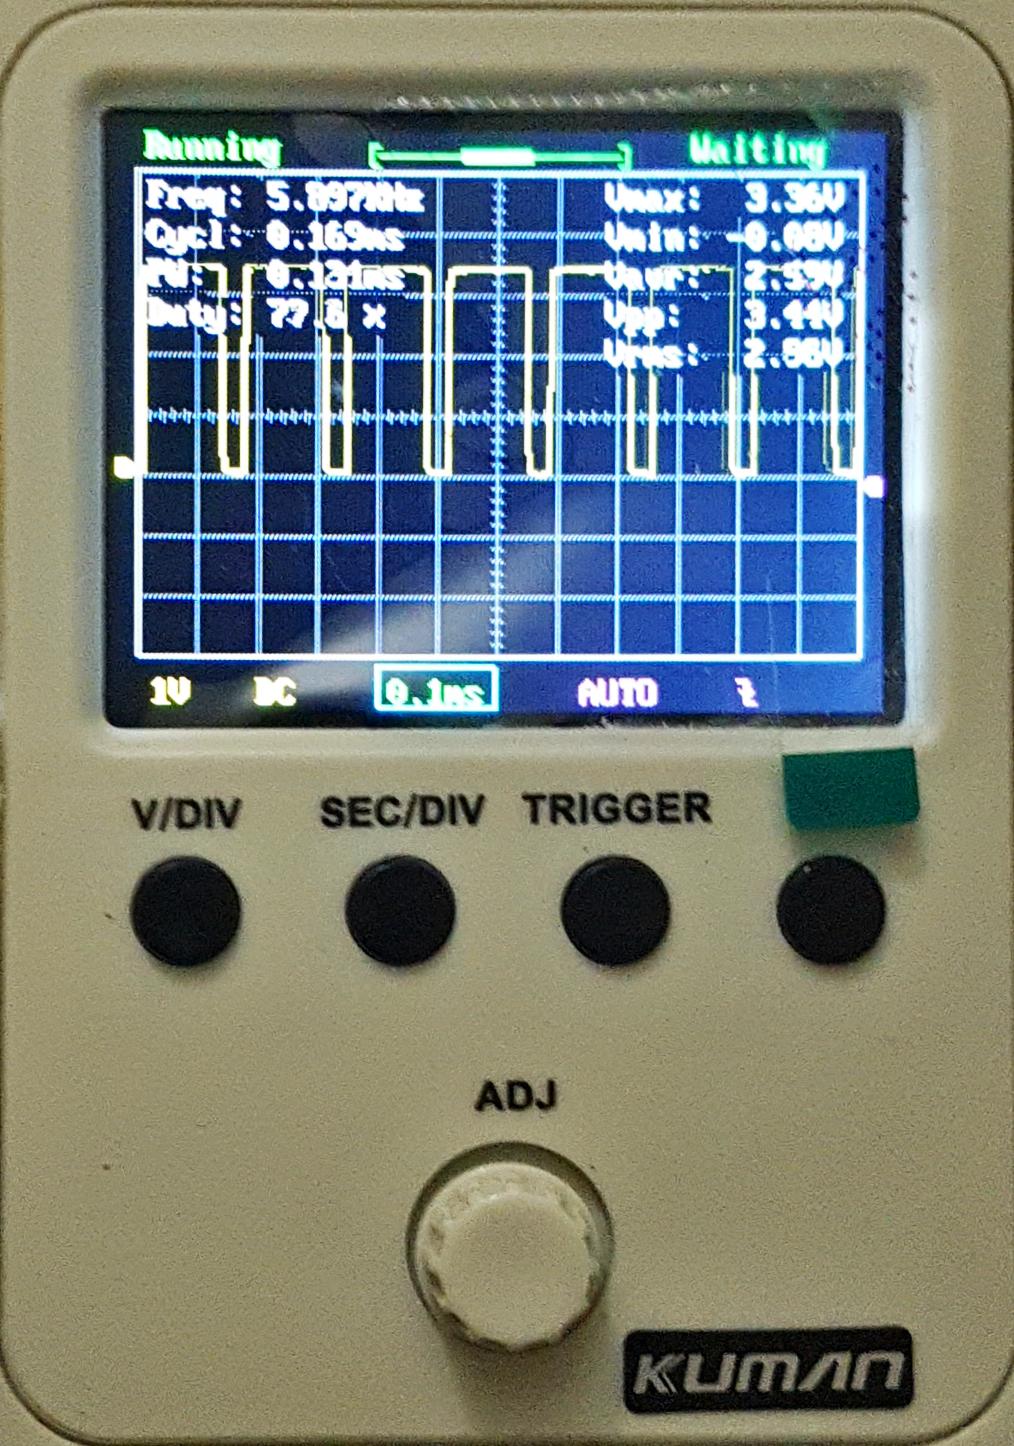 Running Waiting
Freq: 5.897KHz Vmax: 3.36V
Cycl: 0.169ms Vmin: -0.08V
PW: 0.131ms Vavr: 2.59V
Duty: 77.6 % Vpp: 3.44V
Vrms: 2.96V
1V DC 0.1ms AUTO
V/DIV SEC/DIV TRIGGER
ADJ
KUMAN